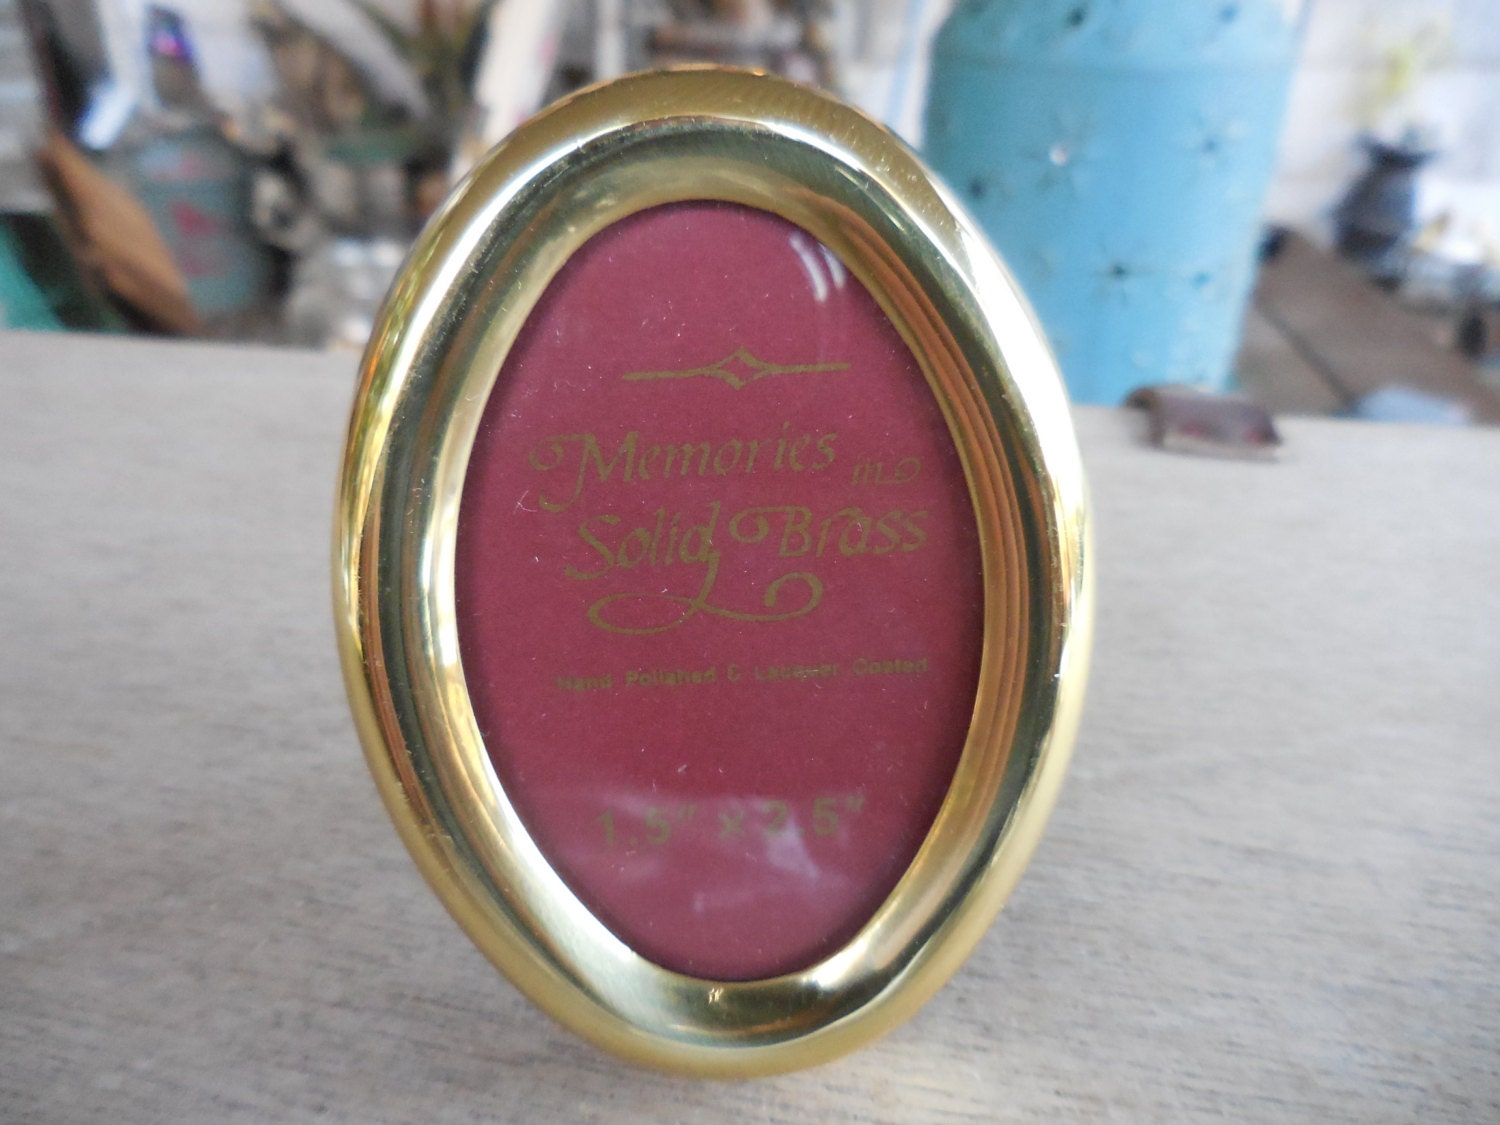 Memories in
Solid Brass
Hand Polished & Lacquer Coated
1.5" x 2.5"